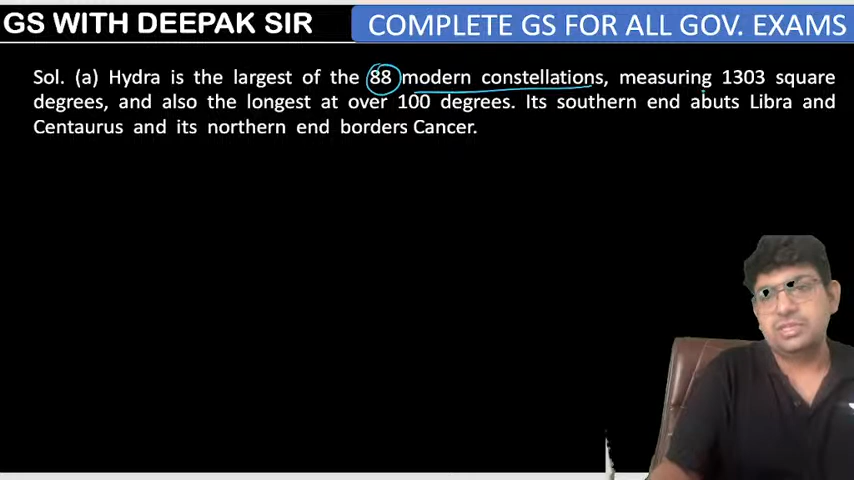 GS WITH DEEPAK SIR
COMPLETE GS FOR ALL GOV. EXAMS
Sol. (a) Hydra is the largest of the 88 modern constellations, measuring 1303 square
degrees, and also the longest at over 100 degrees. Its southern end abuts Libra and
Centaurus and its northern end borders Cancer.